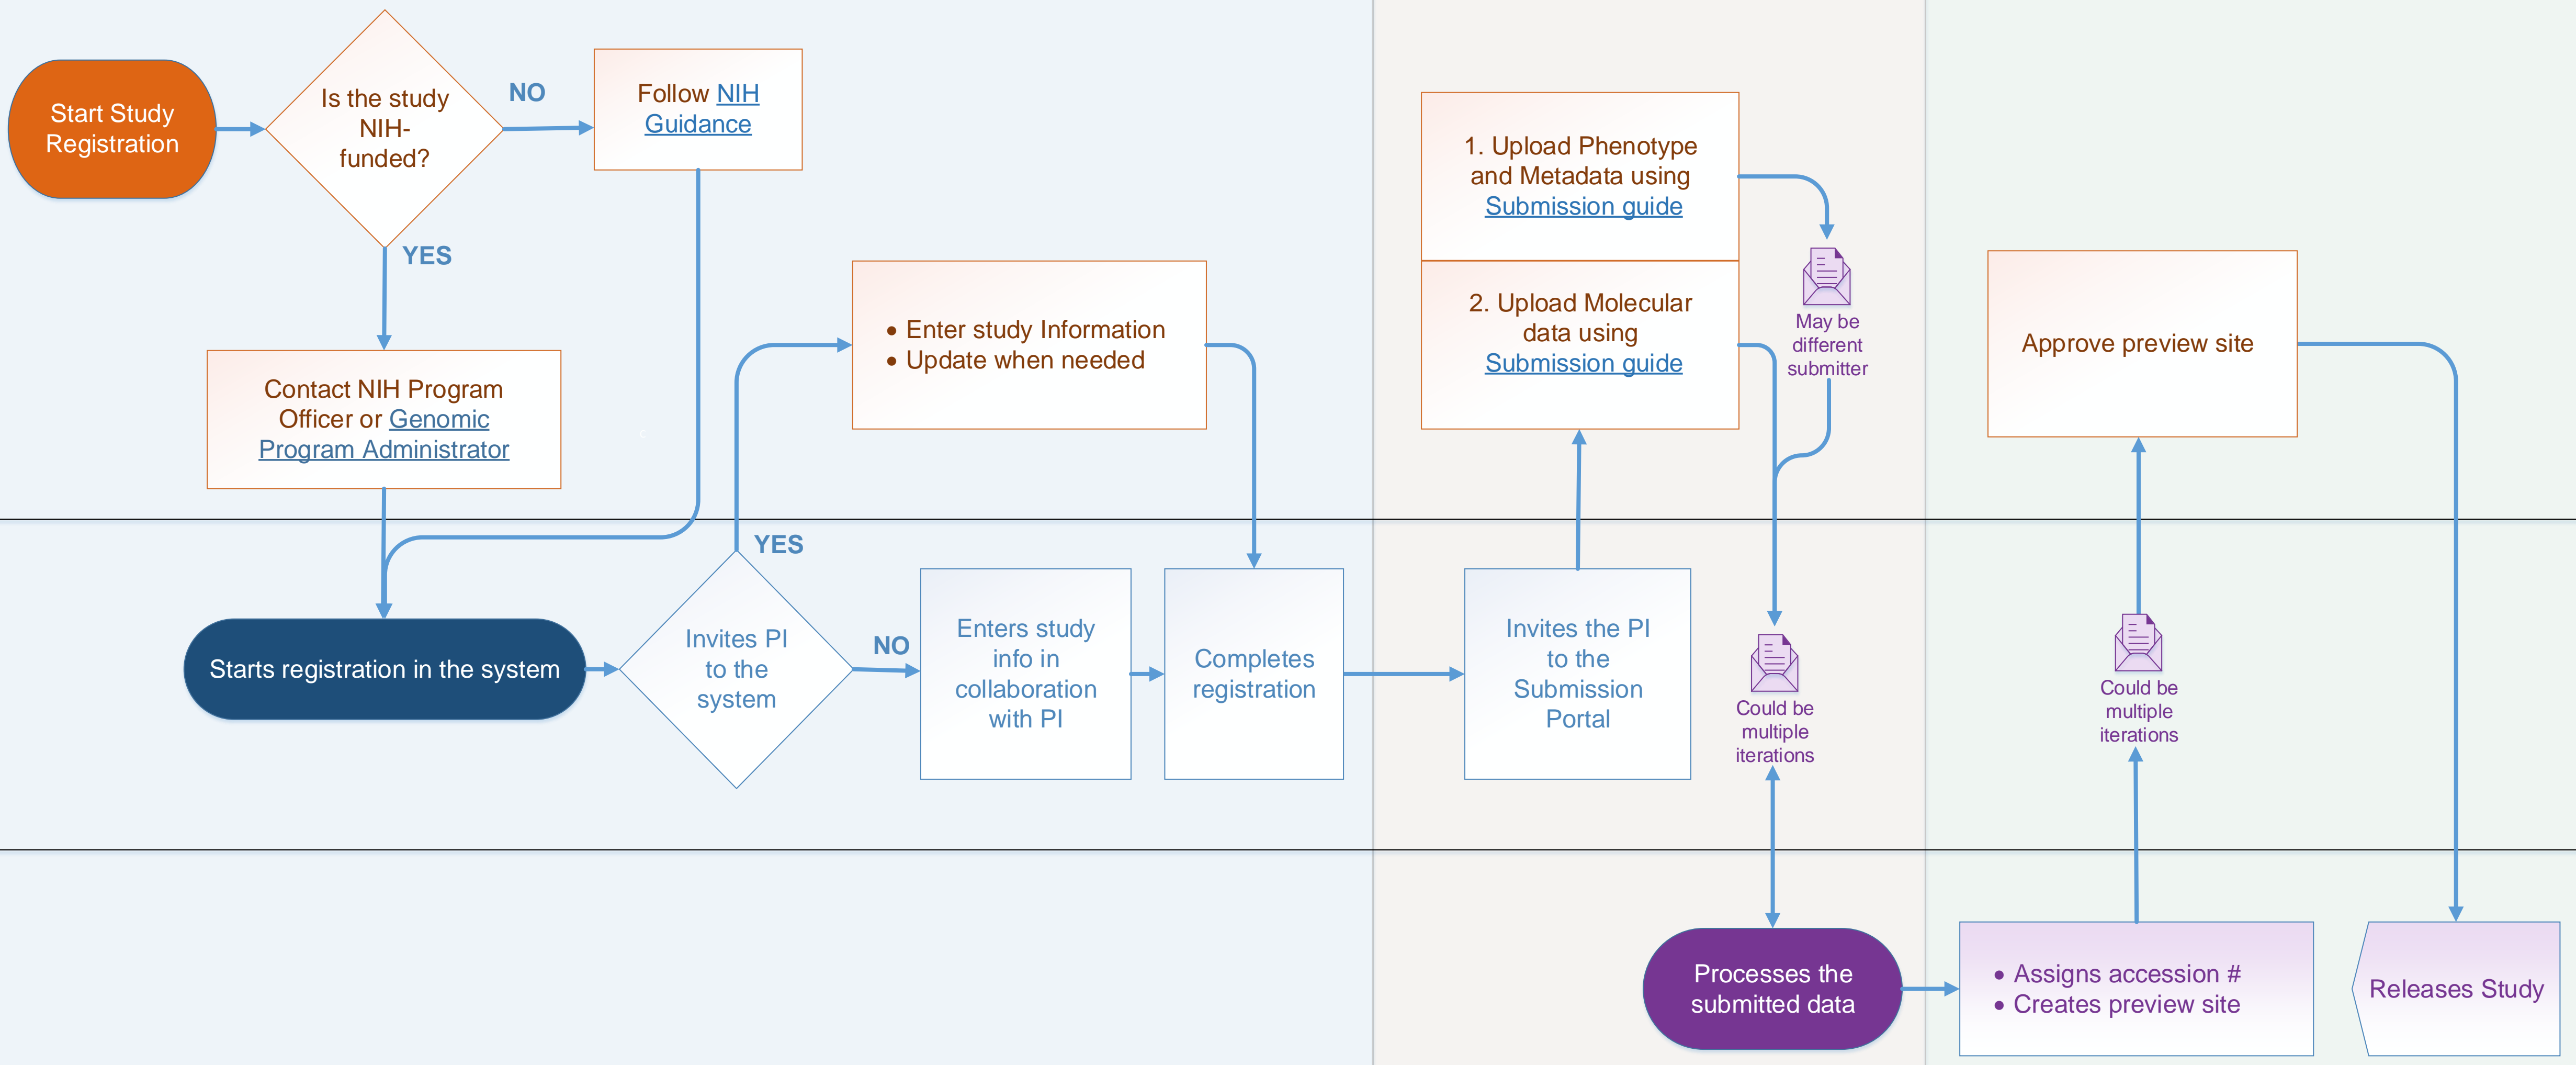 Start Study
Registration
Is the study
NIH-
funded?
NO
Follow NIH
Guidance
YES
Contact NIH Program
Officer or Genomic
Program Administrator
• Enter study Information
• Update when needed
1. Upload Phenotype
and Metadata using
Submission guide
2. Upload Molecular
data using
Submission guide
May be
different
submitter
Approve preview site
Starts registration in the system
YES
Invites PI
to the
system
NO
Enters study
info in
collaboration
with PI
Completes
registration
Invites the PI
to the
Submission
Portal
Could be
multiple
iterations
Could be
multiple
iterations
Processes the
submitted data
• Assigns accession #
• Creates preview site
Releases Study